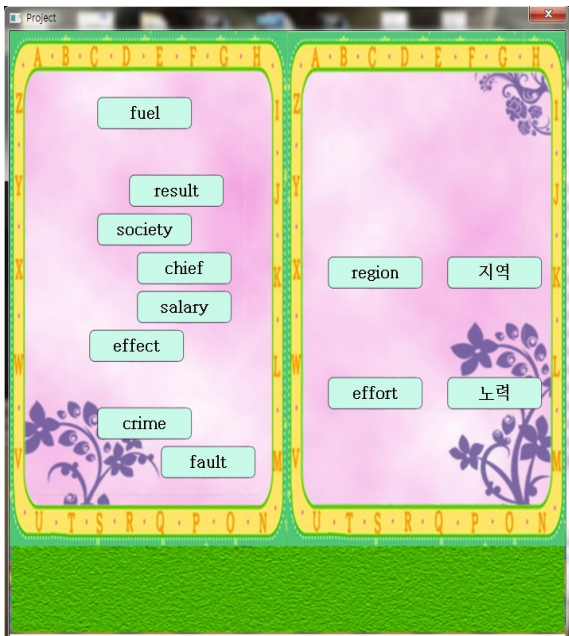 Project
A · B · C · D · E · F · G · H
Z · Y · X · W · V
fuel
result
society
chief
salary
effect
crime
fault
I · J · K · L · M
U · T · S · R · Q · P · O · N
A · B · C · D · E · F · G · H
Z · Y · X · W · V
region 지역
effort 노력
I · J · K · L · M
U · T · S · R · Q · P · O · N